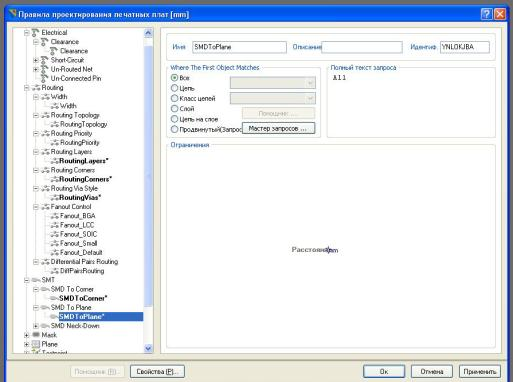 Правила проектирования печатных плат [mm]
Electrical
Clearance
Clearance
Short-Circuit
Un-Routed Net
Un-Connected Pin
Routing
Width
Width
Routing Topology
RoutingTopology
Routing Priority
RoutingPriority
Routing Layers
RoutingLayers*
Routing Corners
RoutingCorners*
Routing Via Style
RoutingVias*
Fanout Control
Fanout_BGA
Fanout_LCC
Fanout_SOIC
Fanout_Small
Fanout_Default
Differential Pairs Routing
DiffPairsRouting
SMT
SMD To Corner
SMDToCorner*
SMD To Plane
SMDToPlane*
SMD Neck-Down
Mask
Plane
Testpoint
Имя SMDToPlane Описание Идентиф. YNLOKJBA
Where The First Object Matches
Все
Цепь
Класс цепей
Слой
Цепь на слое
Продвинутый(Запрос
Помощник ...
Мастер запросов ...
Полный текст запроса
All
Ограничения
Помощник (R)... Свойства (P)... Ok Отмена Применить